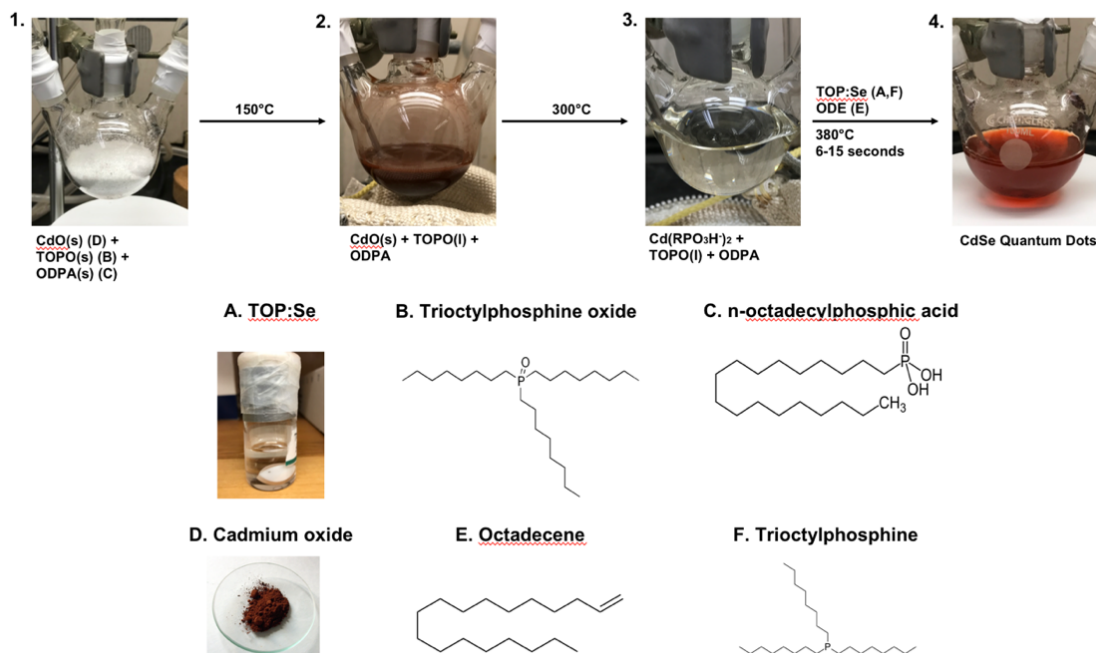 1.
2.
3.
4.
150°C
300°C
TOP:Se (A,F)
ODE (E)
380°C
6-15 seconds
CdO(s) (D) +
TOPO(s) (B) +
ODPA(s) (C)
CdO(s) + TOPO(l) +
ODPA
Cd(RPO₃H⁻)₂ +
TOPO(l) + ODPA
CdSe Quantum Dots
A. TOP:Se
B. Trioctylphosphine oxide
C. n-octadecylphosphic acid
O
P
O
P
OH
OH
CH₃
D. Cadmium oxide
E. Octadecene
F. Trioctylphosphine
P